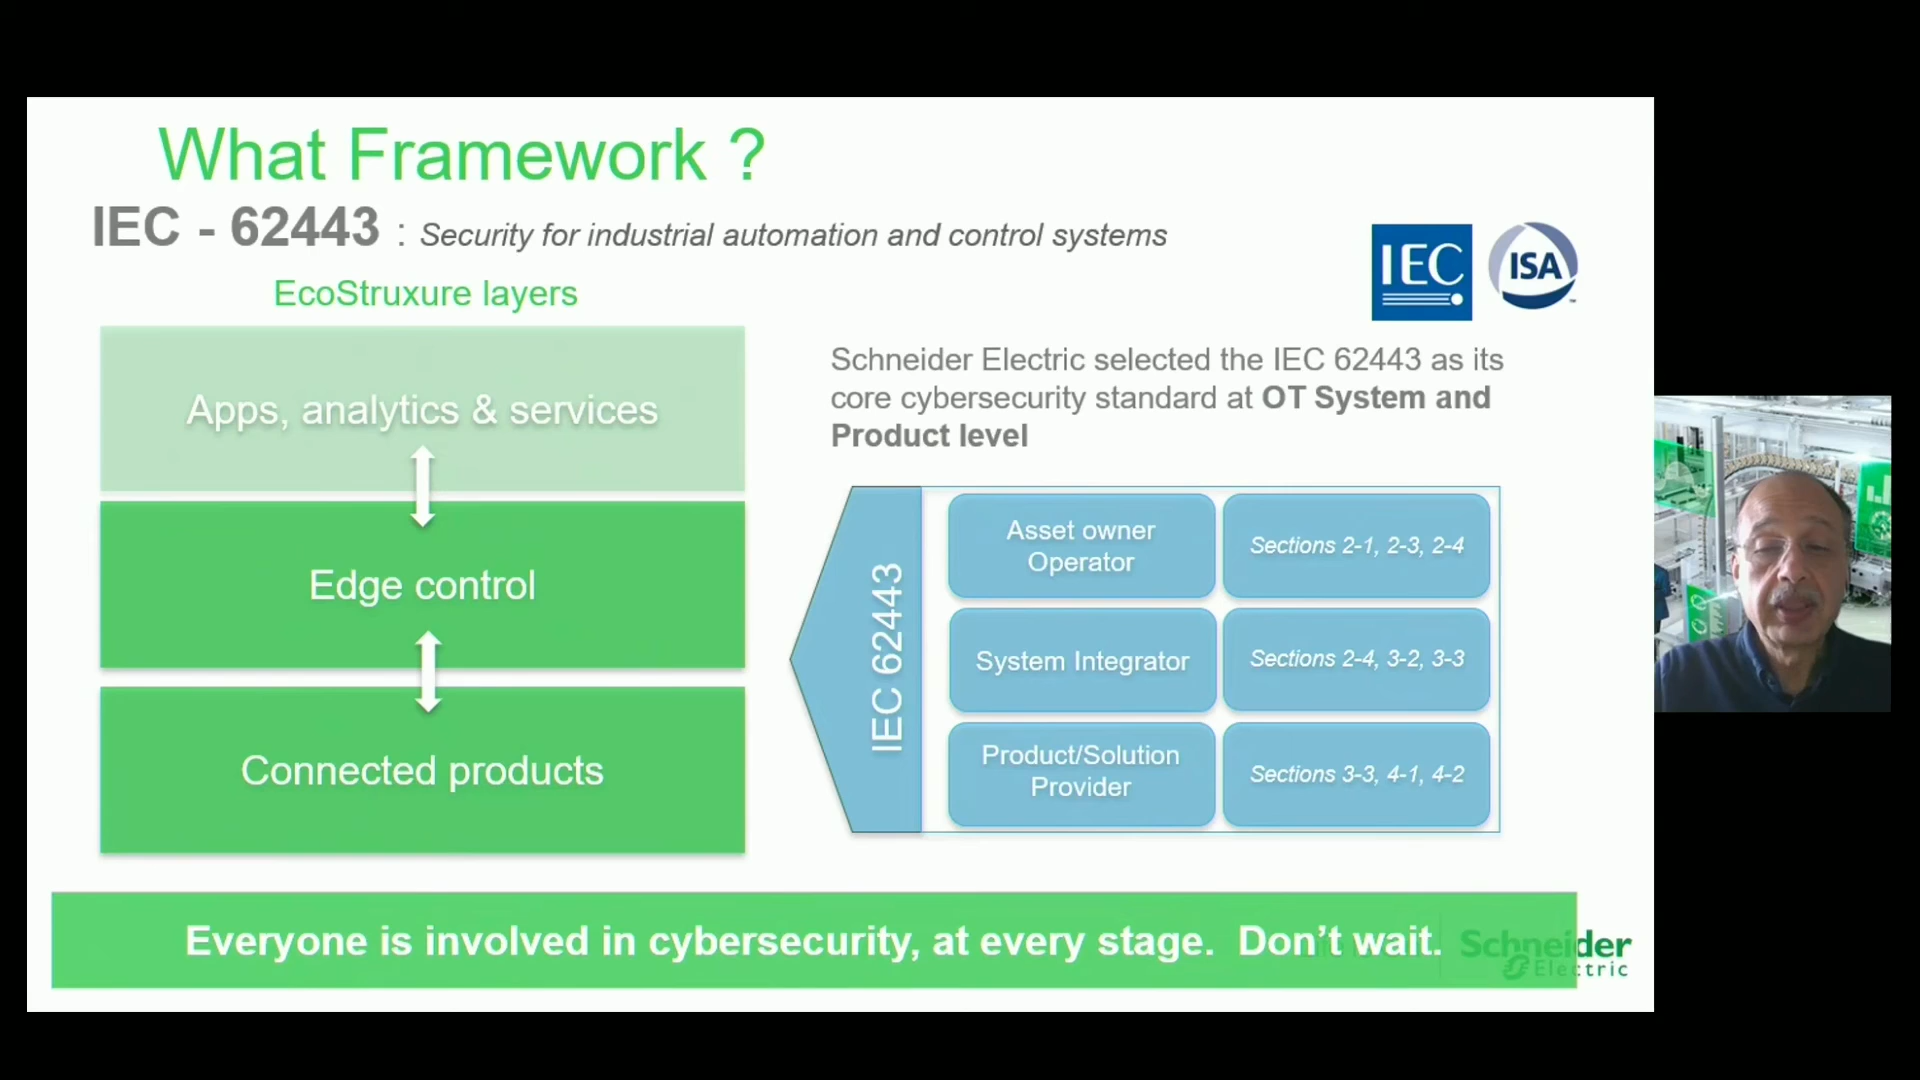 What Framework ?
IEC - 62443 : Security for industrial automation and control systems
IEC
ISA
EcoStruxure layers
Apps, analytics & services
Edge control
Connected products
Schneider Electric selected the IEC 62443 as its
core cybersecurity standard at OT System and
Product level
IEC 62443
Asset owner
Operator
Sections 2-1, 2-3, 2-4
System Integrator
Sections 2-4, 3-2, 3-3
Product/Solution
Provider
Sections 3-3, 4-1, 4-2
Everyone is involved in cybersecurity, at every stage. Don’t wait.
Schneider
Electric